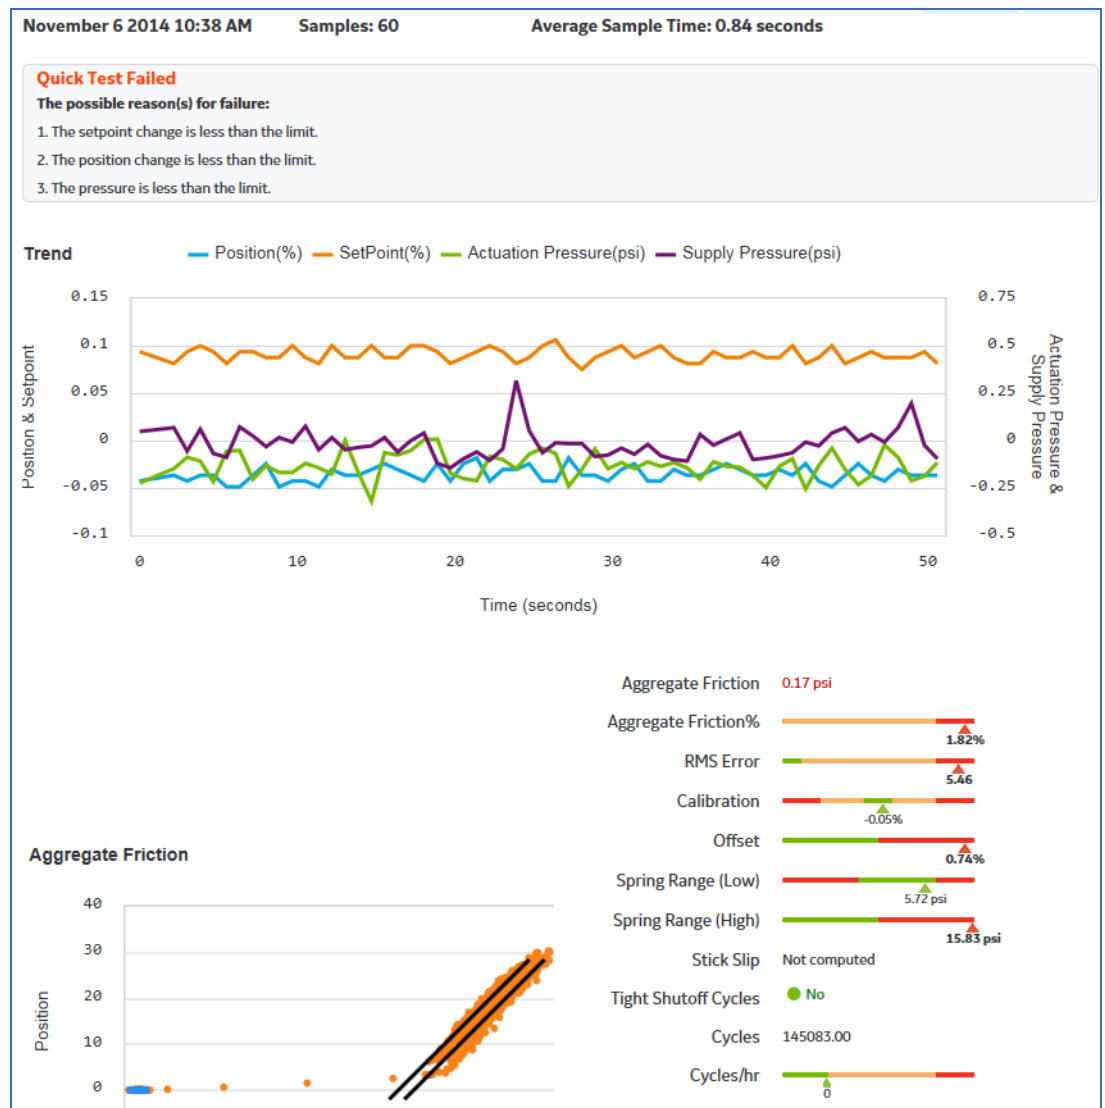 November 6 2014 10:38 AM Samples: 60 Average Sample Time: 0.84 seconds
Quick Test Failed
The possible reason(s) for failure:
1. The setpoint change is less than the limit.
2. The position change is less than the limit.
3. The pressure is less than the limit.
Trend
Position(%) SetPoint(%) Actuation Pressure(psi) Supply Pressure(psi)
Position & Setpoint
0.15
0.1
0.05
0
-0.05
-0.1
0.75
0.5
0.25
0
-0.25
-0.5
Actuation Pressure &
Supply Pressure
0 10 20 30 40 50
Time (seconds)
Aggregate Friction 0.17 psi
Aggregate Friction%
1.82%
RMS Error
5.46
Calibration
-0.05%
Offset
0.74%
Spring Range (Low)
5.72 psi
Spring Range (High)
15.83 psi
Stick Slip Not computed
Tight Shutoff Cycles No
Cycles 145083.00
Cycles/hr
0
Aggregate Friction
Position
40
30
20
10
0